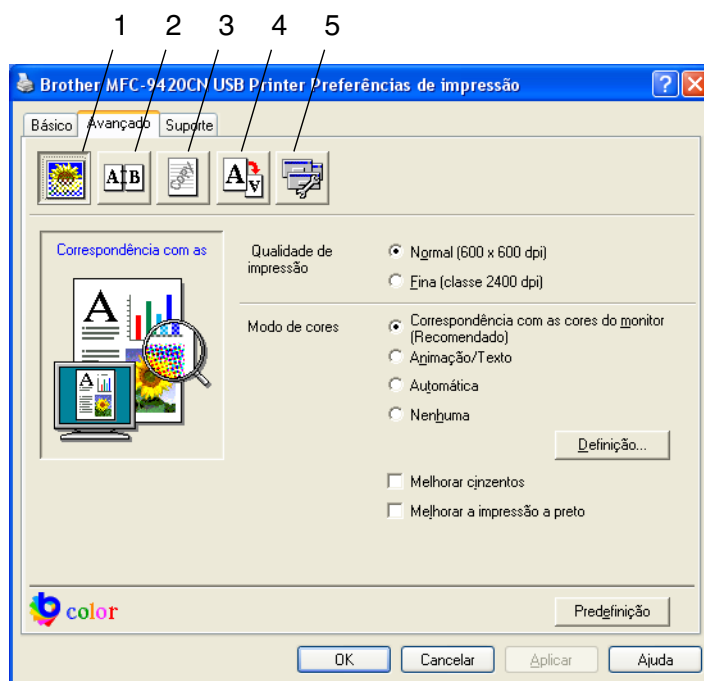 1 2 3 4 5
Brother MFC-9420CN USB Printer Preferências de impressão
Básico Avançado Suporte
A B
Copy
A A
Correspondência com as
Qualidade de
impressão
Normal (600 x 600 dpi)
Fina (classe 2400 dpi)
A
A
Modo de cores
Correspondência com as cores do monitor
(Recomendado)
Animação/Texto
Automática
Nenhuma
Definição...
Melhorar cinzentos
Melhorar a impressão a preto
color
Predefinição
OK Cancelar Aplicar Ajuda